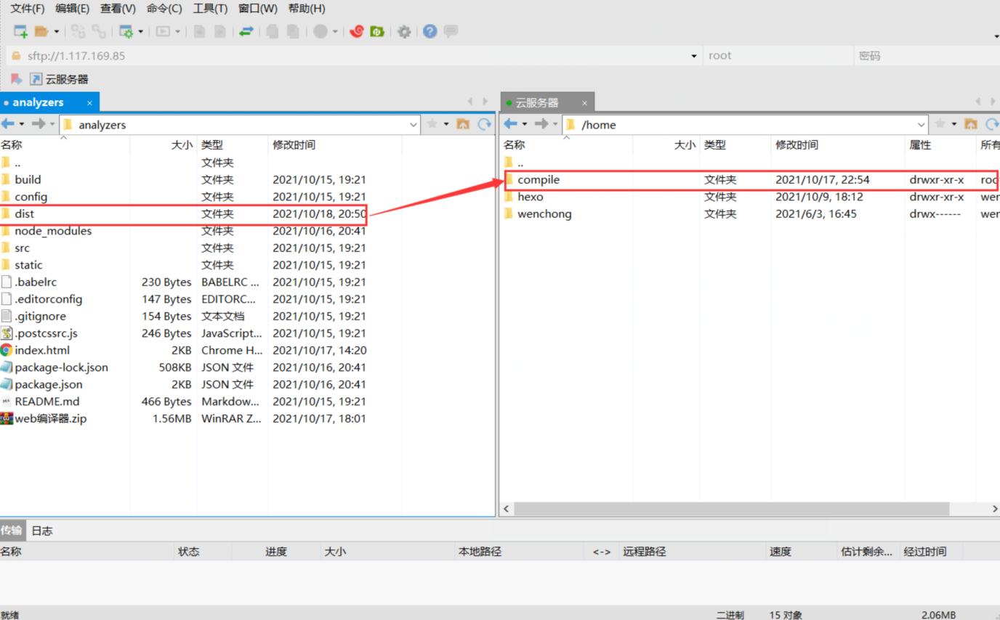 文件(F) 编辑(E) 查看(V) 命令(C) 工具(T) 窗口(W) 帮助(H)
sftp://1.117.169.85 root 密码
云服务器
analyzers × 云服务器 ×
analyzers /home
名称 大小 类型 修改时间 名称 大小 类型 修改时间 属性 所有
.. 文件夹 ..
build 文件夹 2021/10/15, 19:21 compile 文件夹 2021/10/17, 22:54 drwxr-xr-x roo
config 文件夹 2021/10/15, 19:21 hexo 文件夹 2021/10/9, 18:12 drwxr-xr-x wen
dist 文件夹 2021/10/18, 20:50 wenchong 文件夹 2021/6/3, 16:45 drwx------ wen
node_modules 文件夹 2021/10/16, 20:41
src 文件夹 2021/10/15, 19:21
static 文件夹 2021/10/15, 19:21
.babelrc 230 Bytes BABELRC ... 2021/10/15, 19:21
.editorconfig 147 Bytes EDITORC... 2021/10/15, 19:21
.gitignore 154 Bytes 文本文档 2021/10/15, 19:21
.postcssrc.js 246 Bytes JavaScript... 2021/10/15, 19:21
index.html 2KB Chrome H... 2021/10/17, 14:20
package-lock.json 508KB JSON 文件 2021/10/16, 20:41
package.json 2KB JSON 文件 2021/10/16, 20:41
README.md 466 Bytes Markdow... 2021/10/15, 19:21
web编译器.zip 1.56MB WinRAR Z... 2021/10/17, 18:01
传输 日志
名称 状态 进度 大小 本地路径 <-> 远程路径 速度 估计剩余... 经过时间
就绪 二进制 15 对象 2.06MB